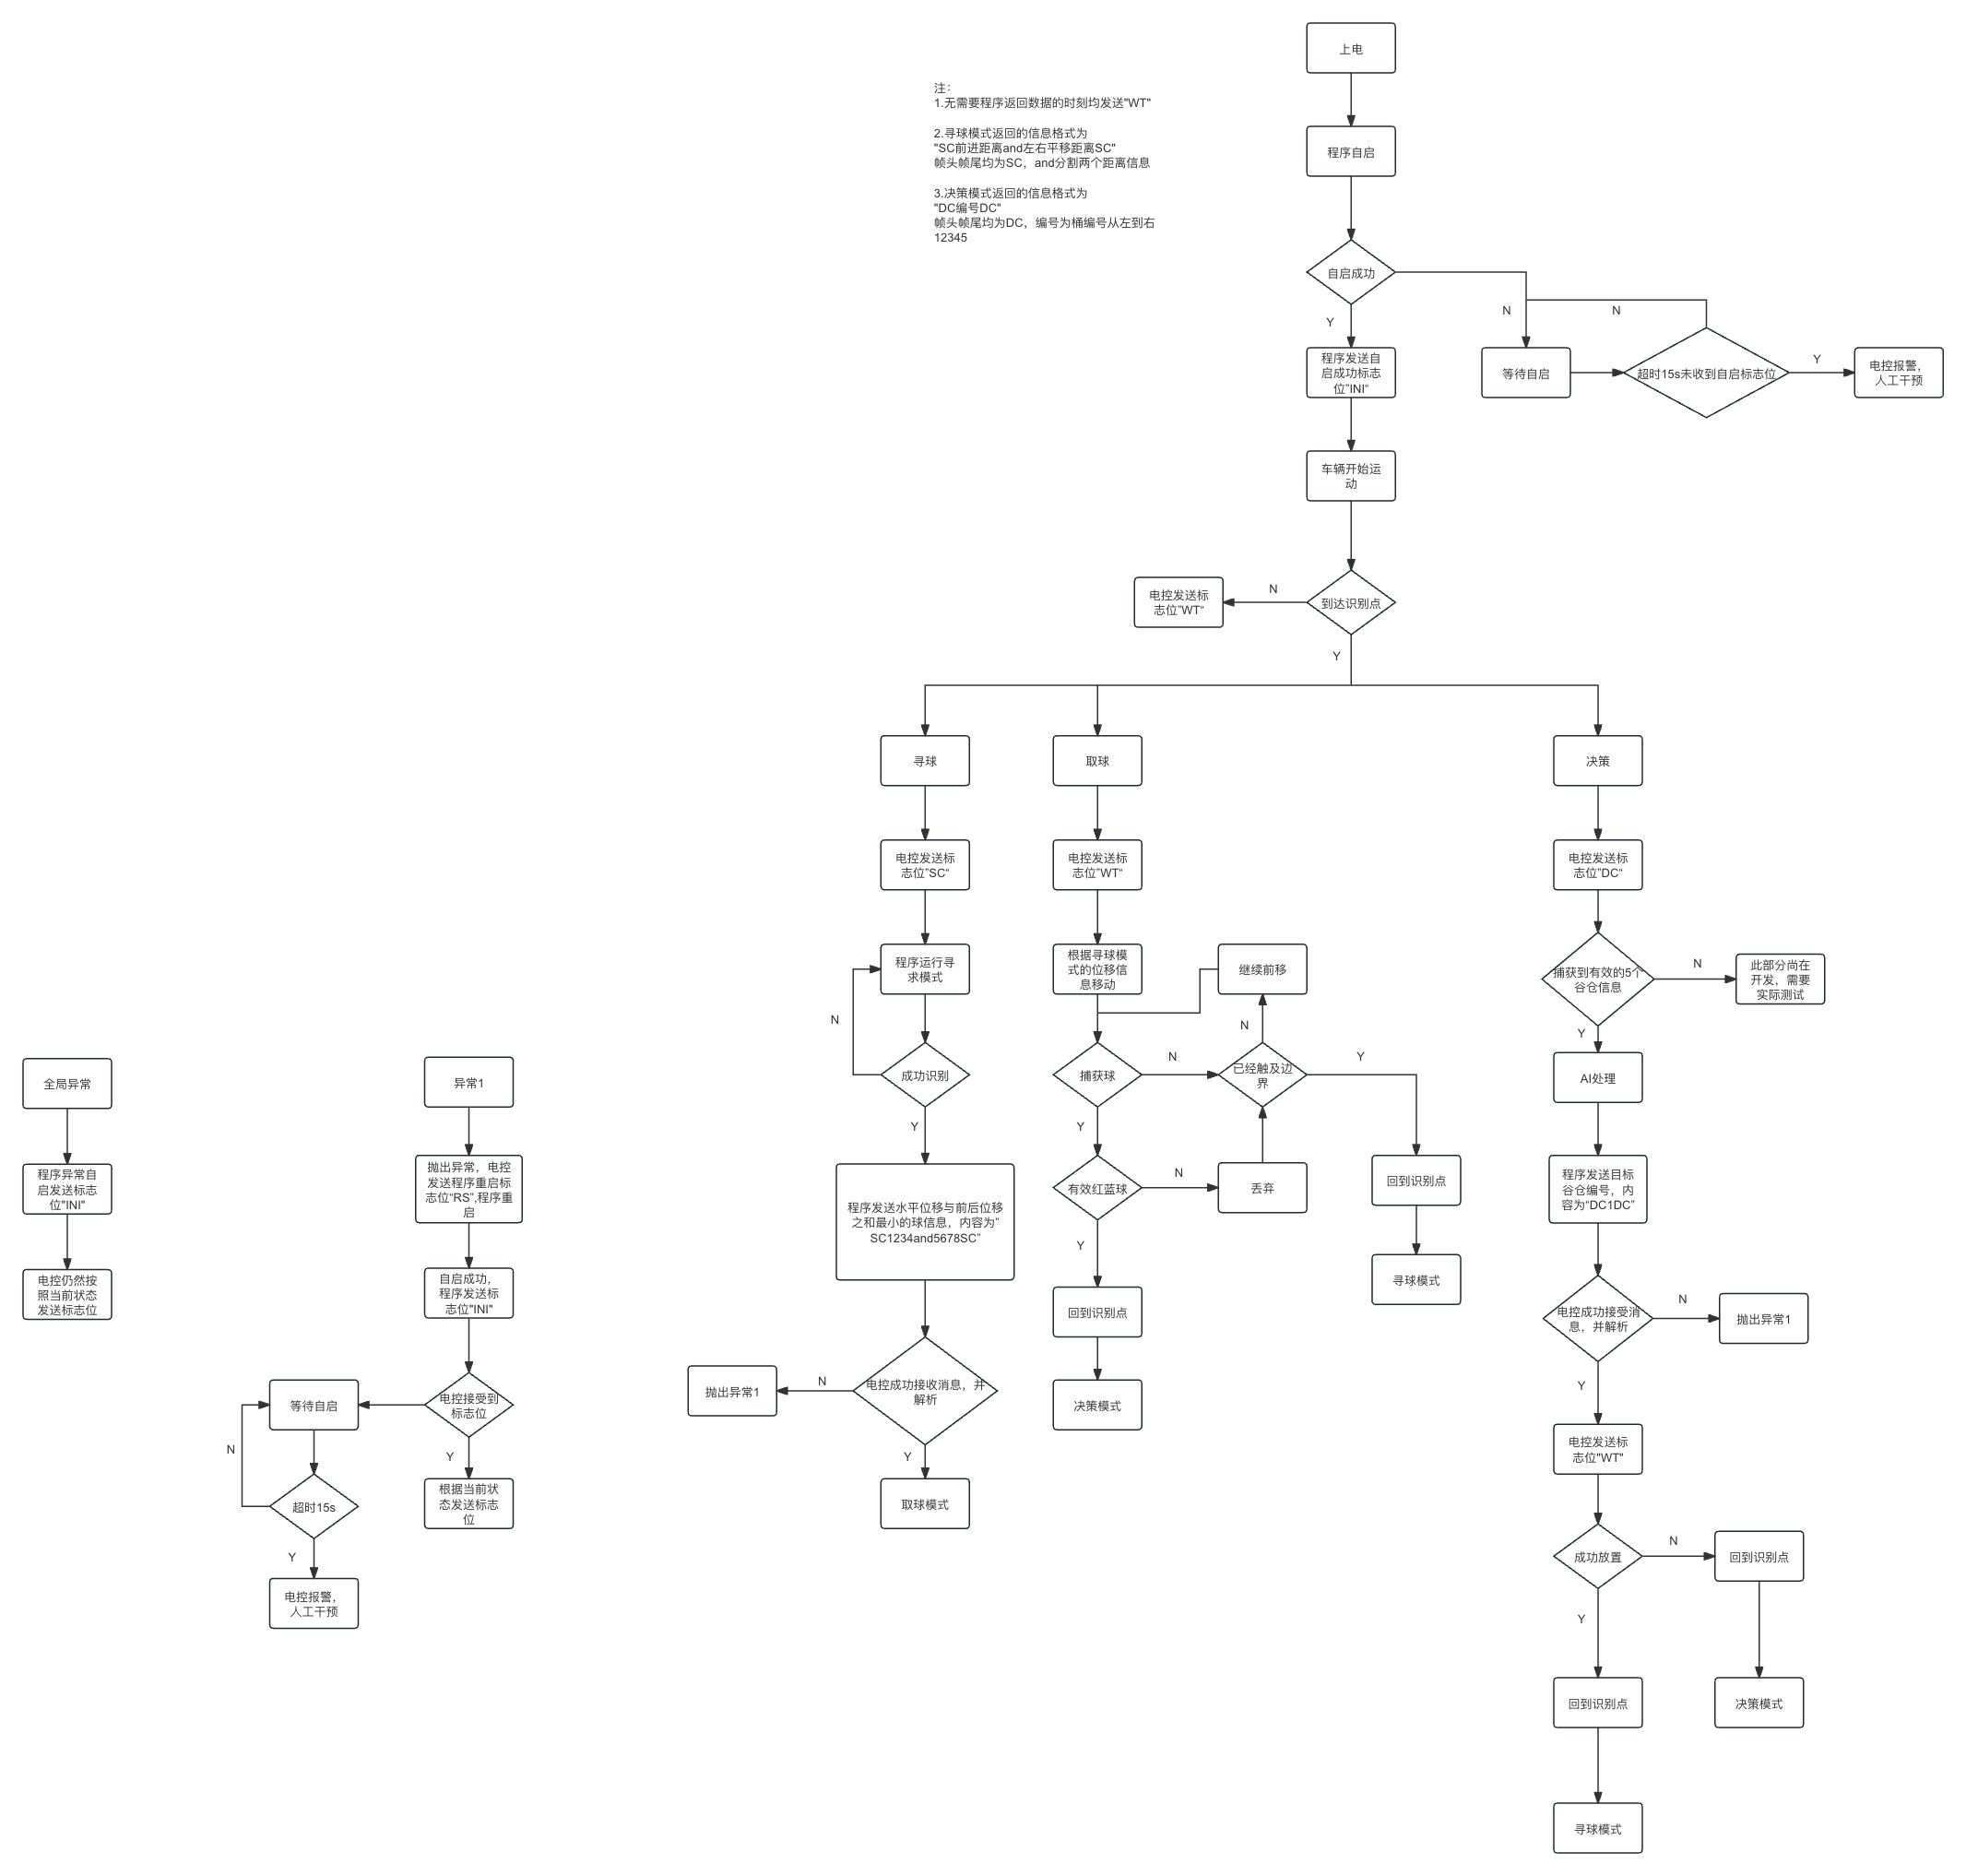 上电
注：
1.无需要程序返回数据的时刻均发送"WT"
2.寻球模式返回的信息格式为
"SC前进距离and左右平移距离SC"
帧头帧尾均为SC，and分割两个距离信息
3.决策模式返回的信息格式为
"DC编号DC"
帧头帧尾均为DC，编号为桶编号从左到右
12345
程序自启
自启成功
N
N
Y
程序发送自
启成功标志
位”INI“
等待自启
超时15s未收到自启标志位
Y
电控报警，
人工干预
车辆开始运
动
到达识别点
N
电控发送标
志位”WT“
Y
寻球
取球
决策
电控发送标
志位”SC“
电控发送标
志位”WT“
电控发送标
志位”DC“
程序运行寻
求模式
根据寻球模
式的位移信
息移动
继续前移
捕获到有效的5个
谷仓信息
N
此部分尚在
开发，需要
实际测试
N
N
Y
Y
成功识别
捕获球
N
已经触及边
界
Y
AI处理
全局异常
异常1
Y
Y
程序异常自
启发送标志
位"INI"
抛出异常，电控
发送程序重启标
志位“RS”,程序重
启
程序发送水平位移与前后位移
之和最小的球信息，内容为”
SC1234and5678SC”
有效红蓝球
N
丢弃
回到识别点
程序发送目标
谷仓编号，内
容为“DC1DC”
Y
电控仍然按
照当前状态
发送标志位
自启成功，
程序发送标
志位"INI"
回到识别点
寻球模式
电控成功接受消
息，并解析
N
抛出异常1
等待自启
电控接受到
标志位
抛出异常1
N
电控成功接收消息，并
解析
决策模式
Y
N
Y
Y
电控发送标
志位"WT"
超时15s
根据当前状
态发送标志
位
取球模式
Y
成功放置
N
回到识别点
电控报警，
人工干预
Y
回到识别点
决策模式
寻球模式